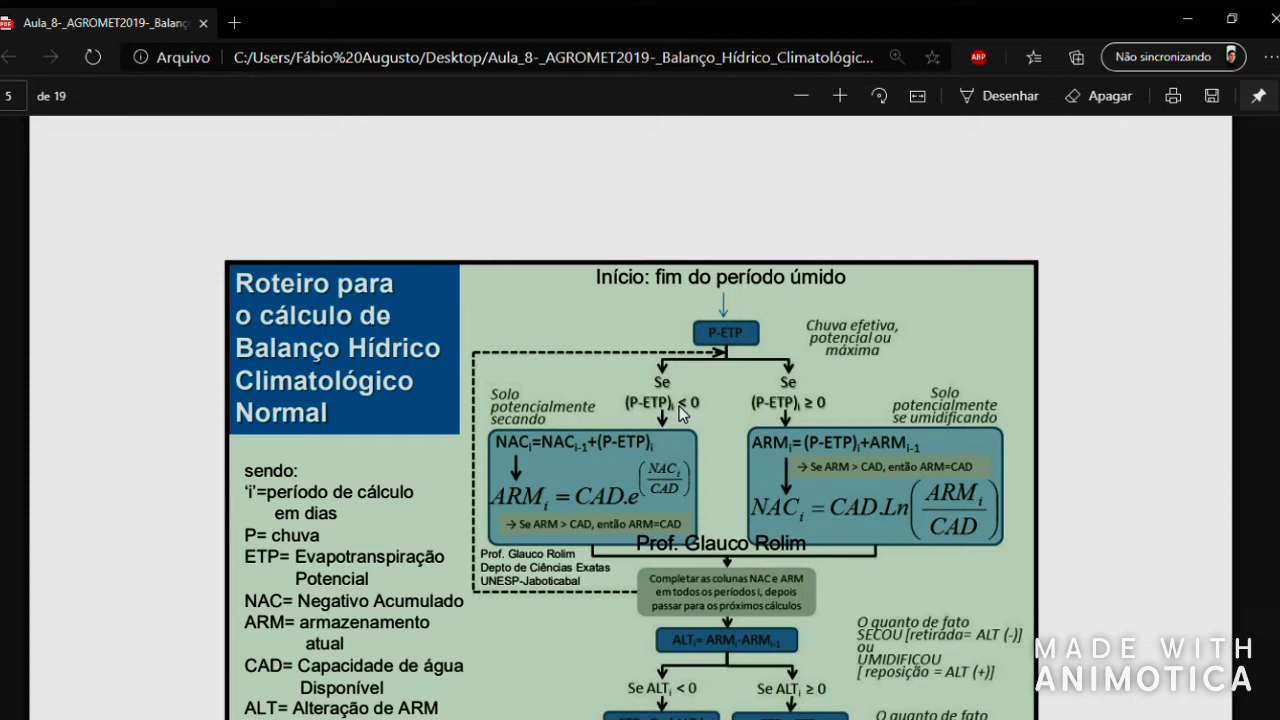 Aula_8-_AGROMET2019-_Balanç
Arquivo
C:/Users/Fábio%20Augusto/Desktop/Aula_8-_AGROMET2019-_Balanço_Hídrico_Climatológic...
ABP
Não sincronizando
5 de 19
Desenhar
Apagar
Roteiro para
o cálculo de
Balanço Hídrico
Climatológico
Normal
Início: fim do período úmido
P-ETP
Chuva efetiva,
potencial ou
máxima
Se
(P-ETP)i < 0
Se
(P-ETP)i ≥ 0
Solo
potencialmente
secando
Solo
potencialmente
se umidificando
NACi=NACi-1+(P-ETP)i
ARMi = CAD.e^(NACi/CAD)
→ Se ARM > CAD, então ARM=CAD
ARMi= (P-ETP)i+ARMi-1
→ Se ARM > CAD, então ARM=CAD
NACi = CAD.Ln(ARMi/CAD)
Prof. Glauco Rolim
Prof. Glauco Rolim
Depto de Ciências Exatas
UNESP-Jaboticabal
Completar as colunas NAC e ARM
em todos os períodos i, depois
passar para os próximos cálculos
ALTi= ARMi-ARMi-1
O quanto de fato
SECOU [retirada= ALT (-)]
ou
UMIDIFICOU
[ reposição = ALT (+)]
Se ALTi < 0
Se ALTi ≥ 0
O quanto de fato
sendo:
‘i’=período de cálculo
em dias
P= chuva
ETP= Evapotranspiração
Potencial
NAC= Negativo Acumulado
ARM= armazenamento
atual
CAD= Capacidade de água
Disponível
ALT= Alteração de ARM
MADE WITH
ANIMOTICA